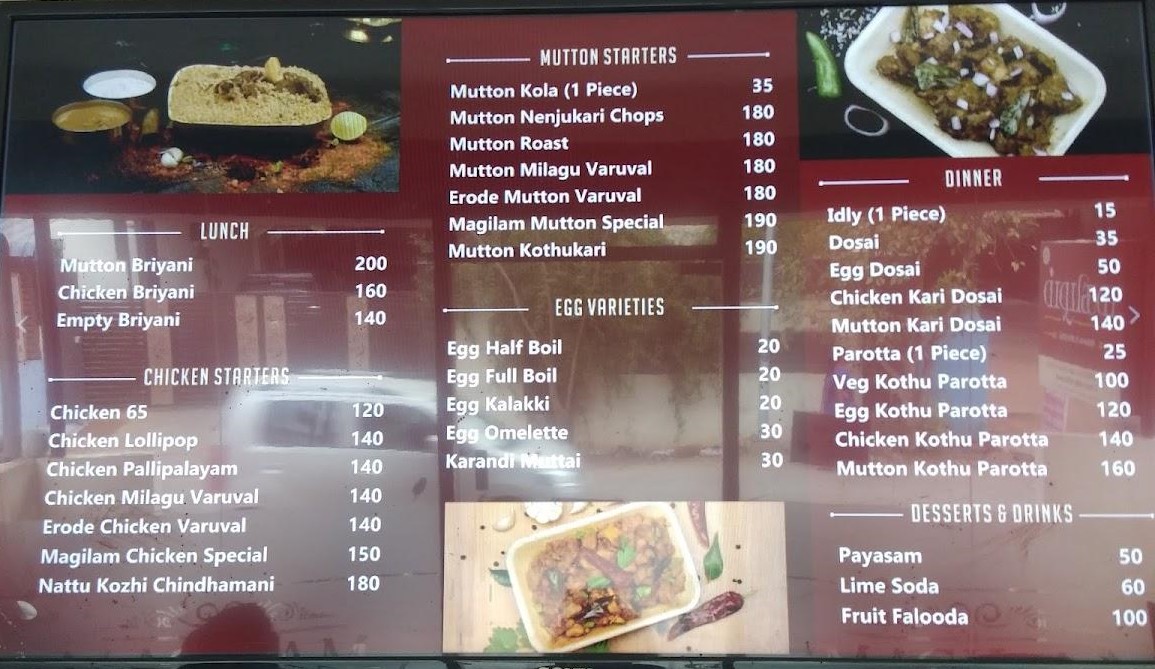 LUNCH
Mutton Briyani 200
Chicken Briyani 160
Empty Briyani 140
CHICKEN STARTERS
Chicken 65 120
Chicken Lollipop 140
Chicken Pallipalayam 140
Chicken Milagu Varuval 140
Erode Chicken Varuval 140
Magilam Chicken Special 150
Nattu Kozhi Chindhamani 180
MUTTON STARTERS
Mutton Kola (1 Piece) 35
Mutton Nenjukari Chops 180
Mutton Roast 180
Mutton Milagu Varuval 180
Erode Mutton Varuval 180
Magilam Mutton Special 190
Mutton Kothukari 190
EGG VARIETIES
Egg Half Boil 20
Egg Full Boil 20
Egg Kalakki 20
Egg Omelette 30
Karandi Muttai 30
DINNER
Idly (1 Piece) 15
Dosai 35
Egg Dosai 50
Chicken Kari Dosai 120
Mutton Kari Dosai 140
Parotta (1 Piece) 25
Veg Kothu Parotta 100
Egg Kothu Parotta 120
Chicken Kothu Parotta 140
Mutton Kothu Parotta 160
DESSERTS & DRINKS
Payasam 50
Lime Soda 60
Fruit Falooda 100